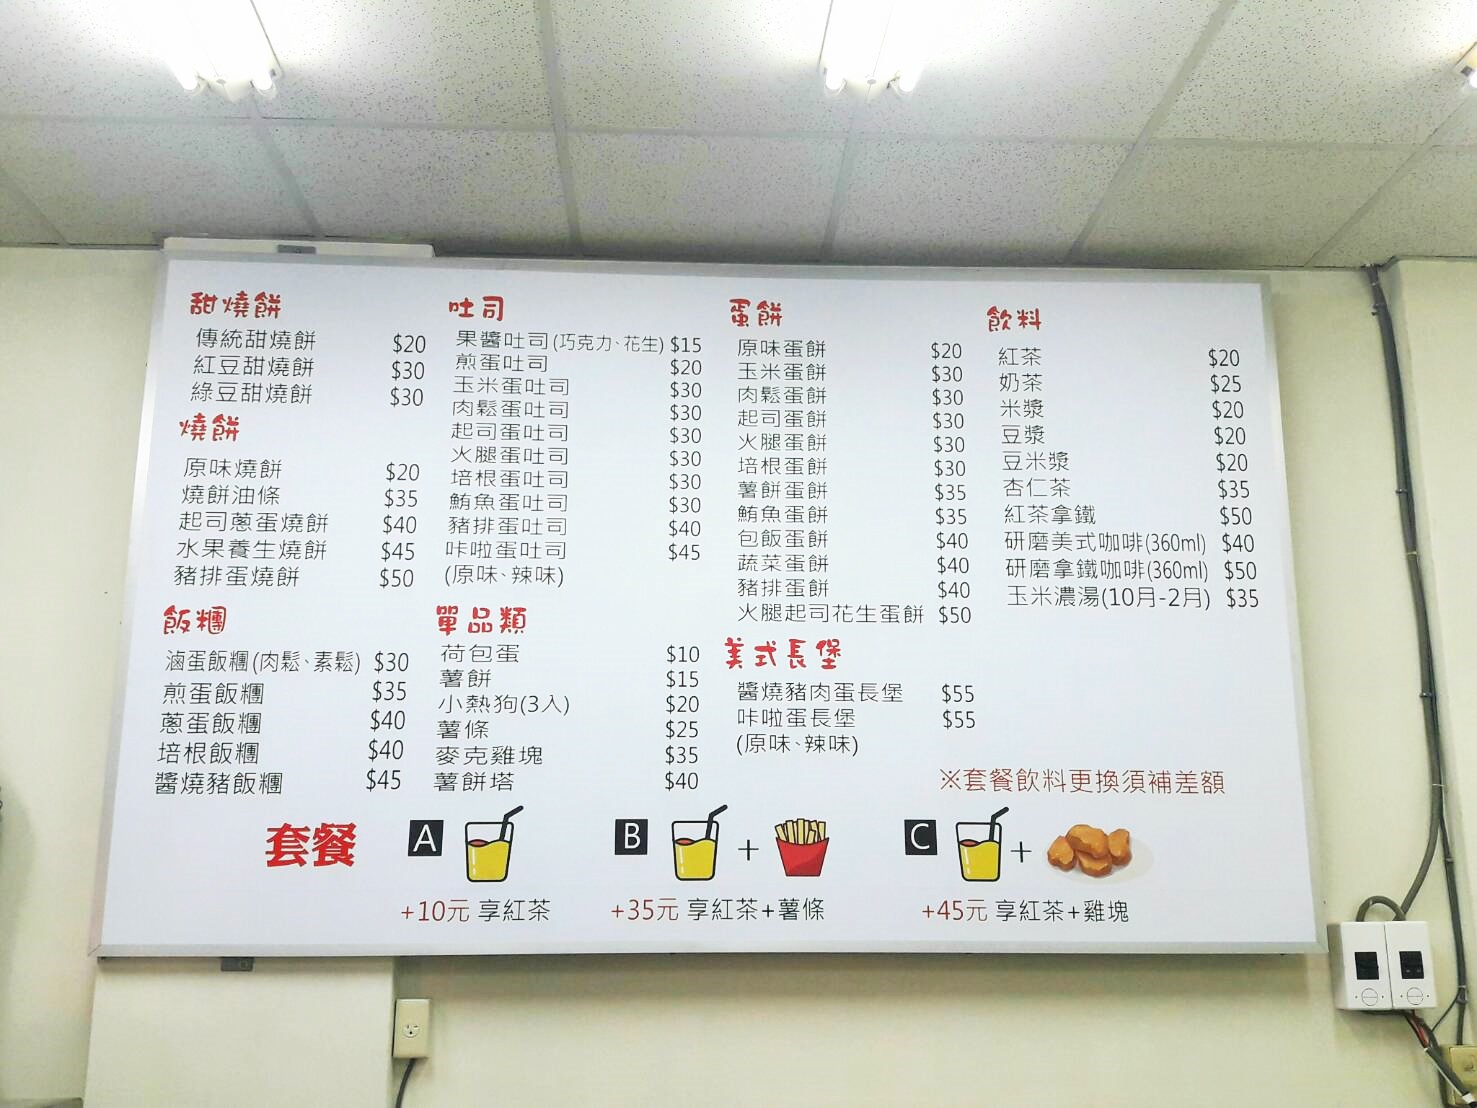 甜燒餅
傳統甜燒餅 $20
紅豆甜燒餅 $30
綠豆甜燒餅 $30
燒餅
原味燒餅 $20
燒餅油條 $35
起司蔥蛋燒餅 $40
水果養生燒餅 $45
豬排蛋燒餅 $50
飯糰
滷蛋飯糰(肉鬆、素鬆) $30
煎蛋飯糰 $35
蔥蛋飯糰 $40
培根飯糰 $40
醬燒豬飯糰 $45
吐司
果醬吐司(巧克力、花生) $15
煎蛋吐司 $20
玉米蛋吐司 $30
肉鬆蛋吐司 $30
起司蛋吐司 $30
火腿蛋吐司 $30
培根蛋吐司 $30
鮪魚蛋吐司 $30
豬排蛋吐司 $40
咔啦蛋吐司 $45
(原味、辣味)
單品類
荷包蛋 $10
薯餅 $15
小熱狗(3入) $20
薯條 $25
麥克雞塊 $35
薯餅塔 $40
蛋餅
原味蛋餅 $20
玉米蛋餅 $30
肉鬆蛋餅 $30
起司蛋餅 $30
火腿蛋餅 $30
培根蛋餅 $30
薯餅蛋餅 $35
鮪魚蛋餅 $35
包飯蛋餅 $40
蔬菜蛋餅 $40
豬排蛋餅 $40
火腿起司花生蛋餅 $50
美式長堡
醬燒豬肉蛋長堡 $55
咔啦蛋長堡 $55
(原味、辣味)
飲料
紅茶 $20
奶茶 $25
米漿 $20
豆漿 $20
豆米漿 $20
杏仁茶 $35
紅茶拿鐵 $50
研磨美式咖啡(360ml) $40
研磨拿鐵咖啡(360ml) $50
玉米濃湯(10月-2月) $35
※套餐飲料更換須補差額
套餐
A
+10元 享紅茶
B +
+35元 享紅茶+薯條
C +
+45元 享紅茶+雞塊